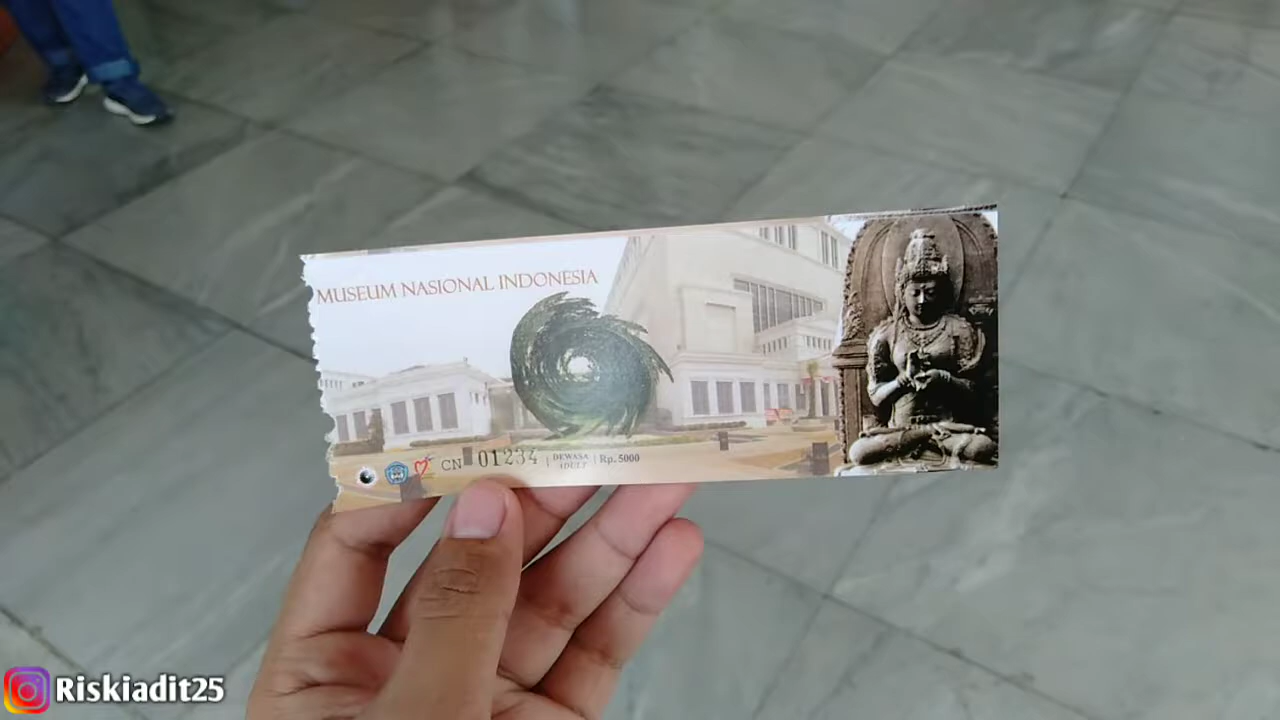 MUSEUM NASIONAL INDONESIA
CN 01234 | DEWASA | Rp. 5000
ADULT
Riskiadit25